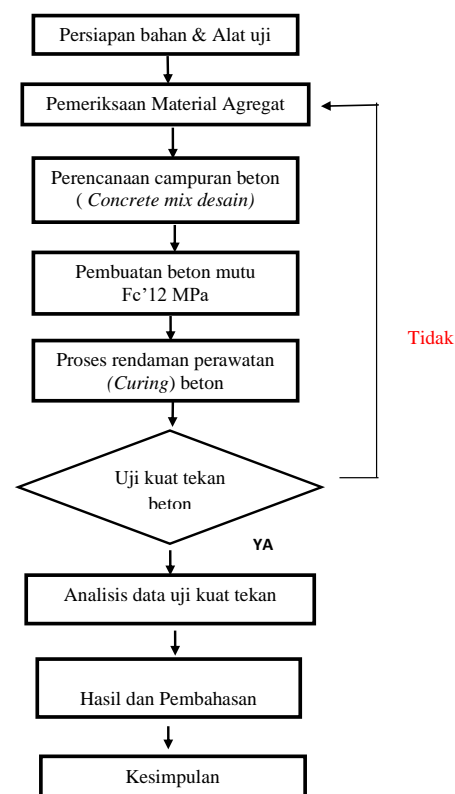 Persiapan bahan & Alat uji
Pemeriksaan Material Agregat
Perencanaan campuran beton
( Concrete mix desain)
Pembuatan beton mutu
Fc’12 MPa
Tidak
Proses rendaman perawatan
(Curing) beton
Uji kuat tekan
beton
YA
Analisis data uji kuat tekan
Hasil dan Pembahasan
Kesimpulan